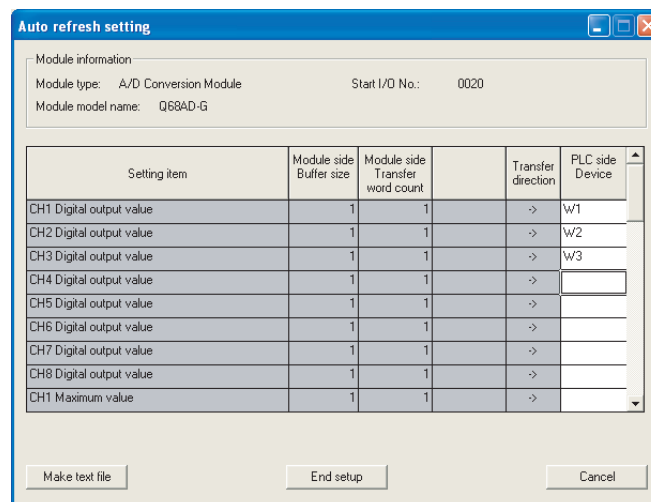 Auto refresh setting
Module information
Module type: A/D Conversion Module Start I/O No.: 0020
Module model name: Q68AD-G
Setting item Module side Buffer size Module side Transfer word count Transfer direction PLC side Device
CH1 Digital output value 1 1 -> W1
CH2 Digital output value 1 1 -> W2
CH3 Digital output value 1 1 -> W3
CH4 Digital output value 1 1 ->
CH5 Digital output value 1 1 ->
CH6 Digital output value 1 1 ->
CH7 Digital output value 1 1 ->
CH8 Digital output value 1 1 ->
CH1 Maximum value 1 1 ->
Make text file End setup Cancel